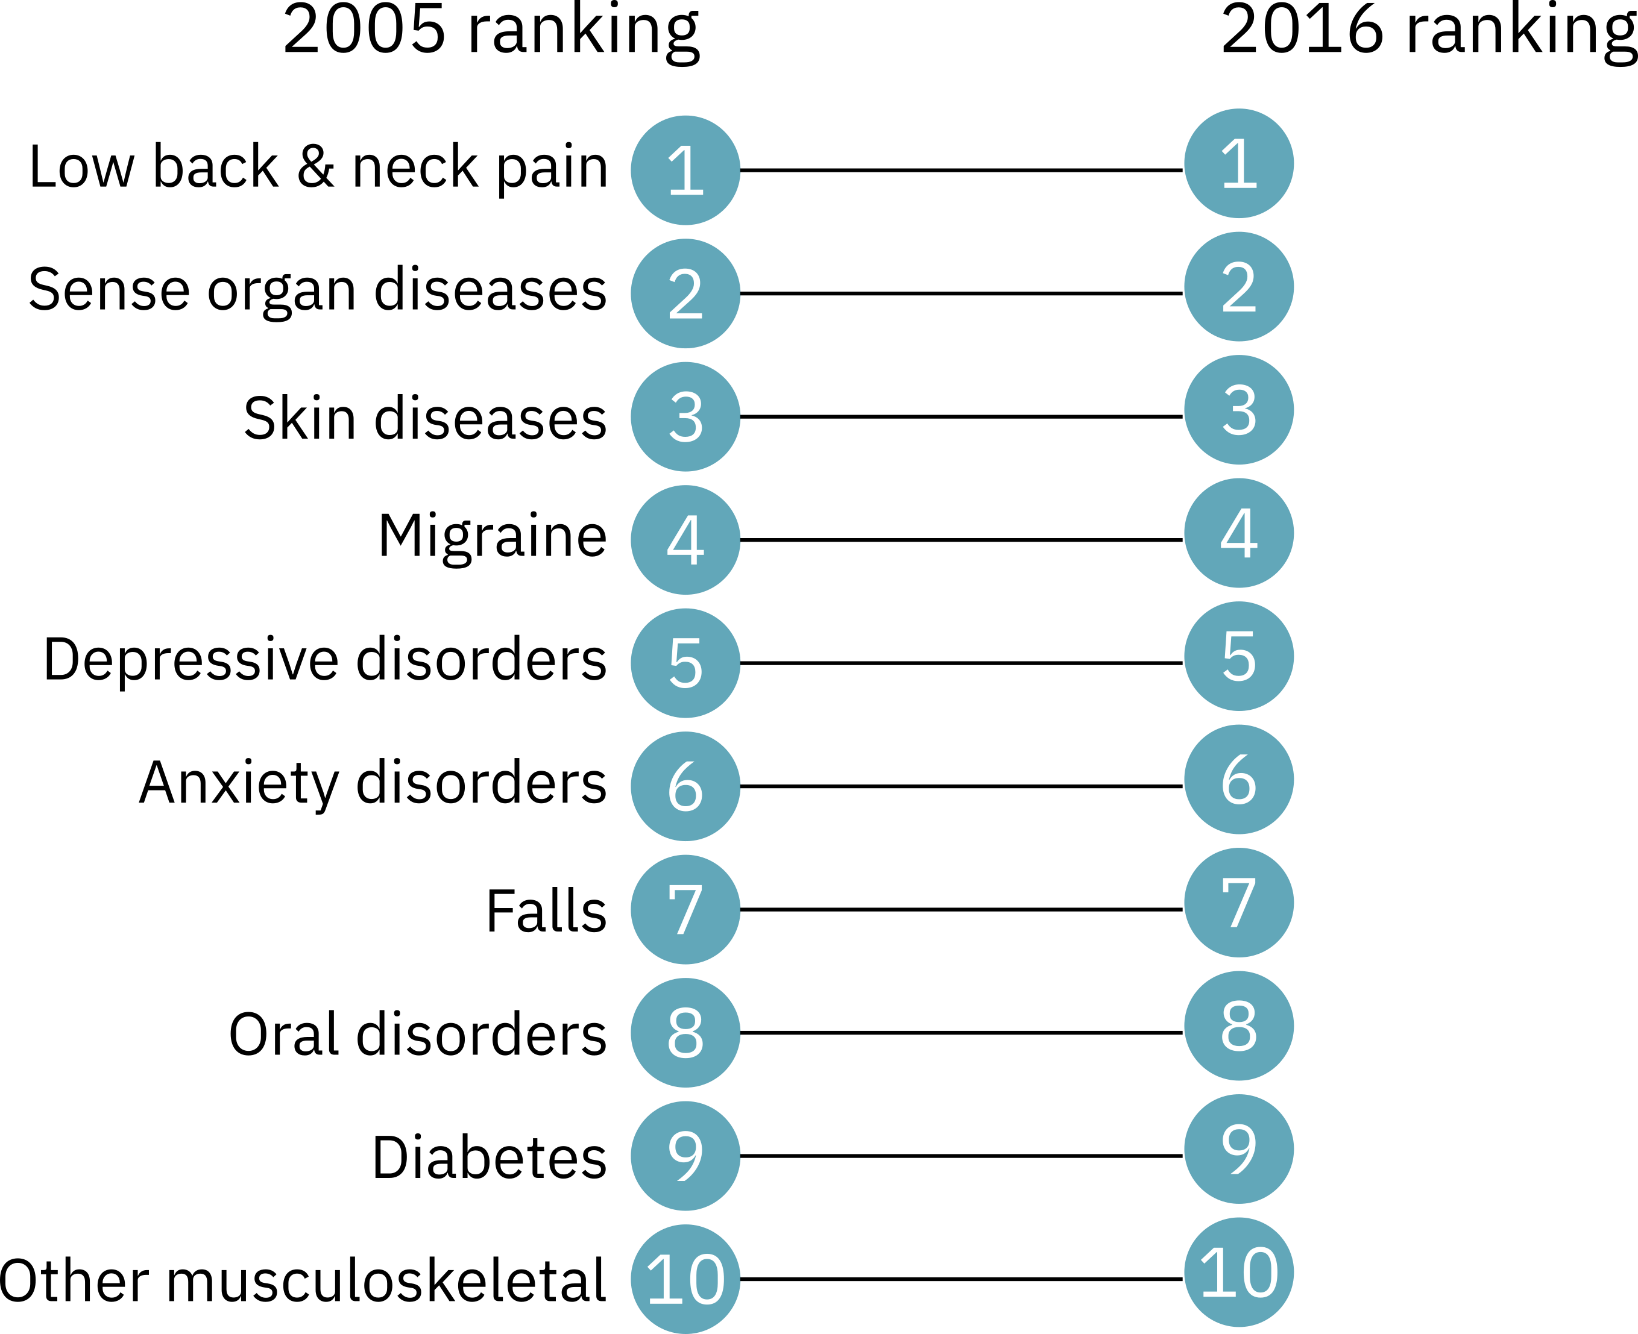 2005 ranking 2016 ranking
Low back & neck pain 1 1
Sense organ diseases 2 2
Skin diseases 3 3
Migraine 4 4
Depressive disorders 5 5
Anxiety disorders 6 6
Falls 7 7
Oral disorders 8 8
Diabetes 9 9
Other musculoskeletal 10 10